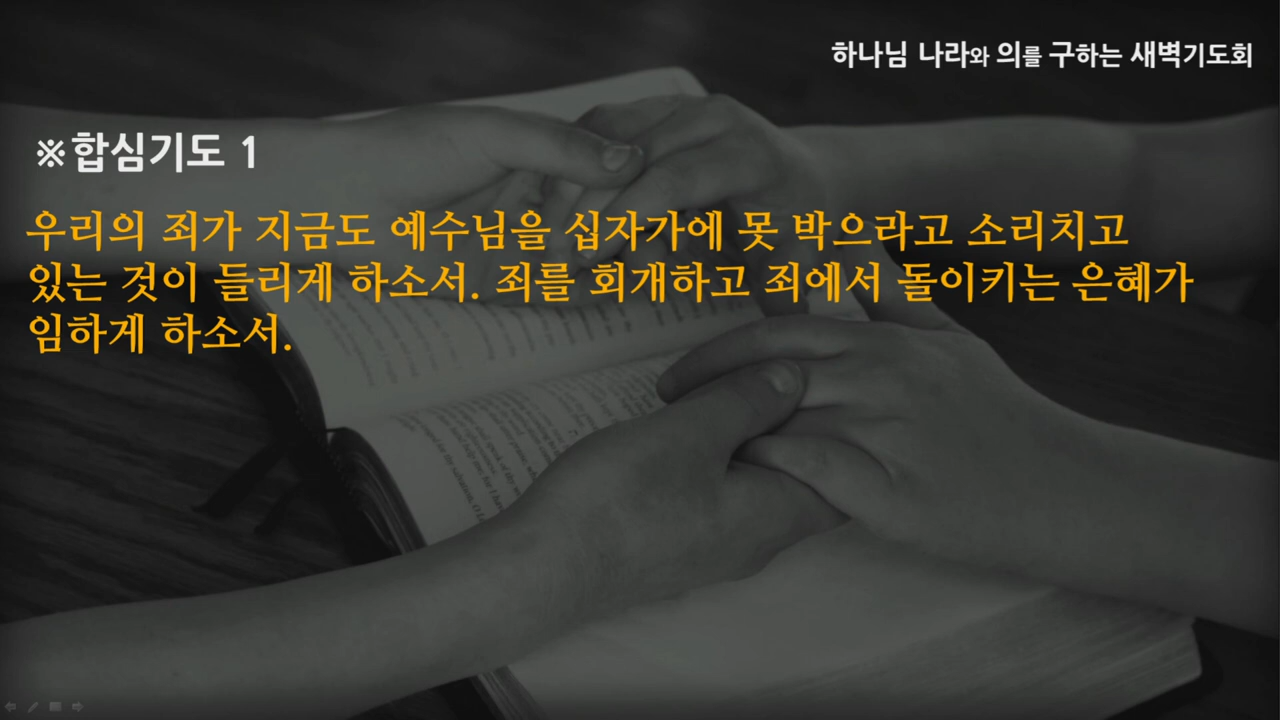 하나님 나라와 의를 구하는 새벽기도회
※합심기도 1
우리의 죄가 지금도 예수님을 십자가에 못 박으라고 소리치고
있는 것이 들리게 하소서. 죄를 회개하고 죄에서 돌이키는 은혜가
임하게 하소서.